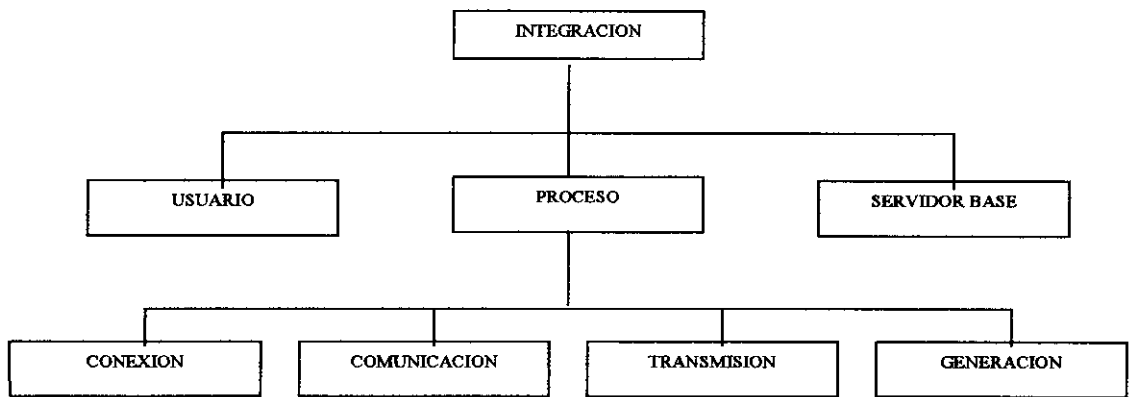 INTEGRACION
USUARIO
PROCESO
SERVIDOR BASE
CONEXION
COMUNICACION
TRANSMISION
GENERACION